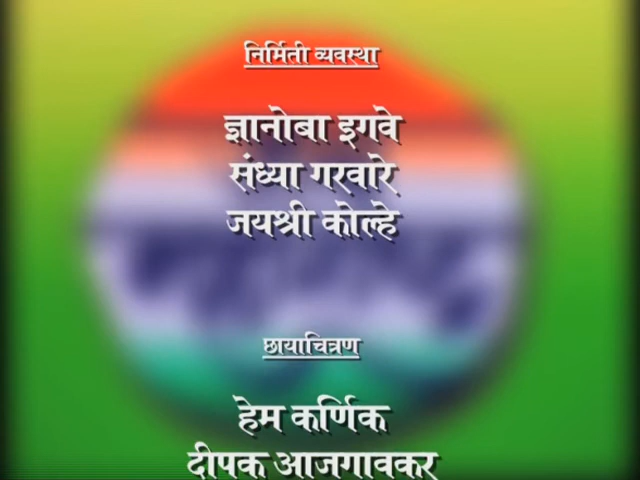 निर्मिती व्यवस्था
ज्ञानोबा इगवे
संध्या गरवारे
जयश्री कोल्हे
छायाचित्रण
हेम कर्णिक
दीपक आजगावकर